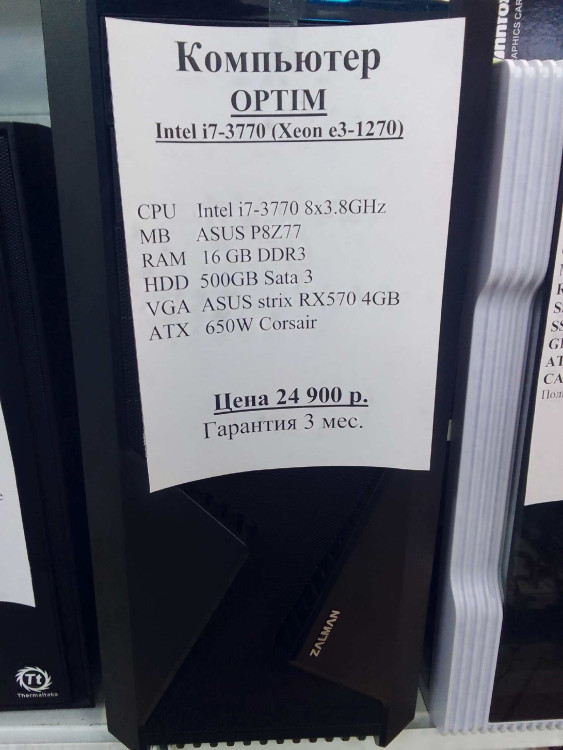 Компьютер
OPTIM
Intel i7-3770 (Xeon e3-1270)
CPU Intel i7-3770 8x3.8GHz
MB ASUS P8Z77
RAM 16 GB DDR3
HDD 500GB Sata 3
VGA ASUS strix RX570 4GB
ATX 650W Corsair
Цена 24 900 р.
Гарантия 3 мес.
ZALMAN
Tt
Thermaltake